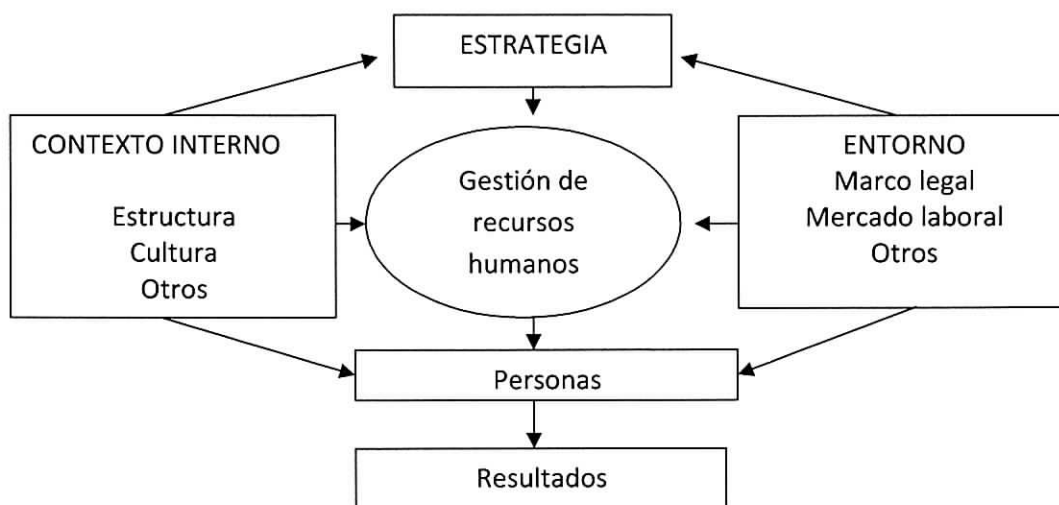 ESTRATEGIA
CONTEXTO INTERNO
Estructura
Cultura
Otros
Gestión de
recursos
humanos
ENTORNO
Marco legal
Mercado laboral
Otros
Personas
Resultados